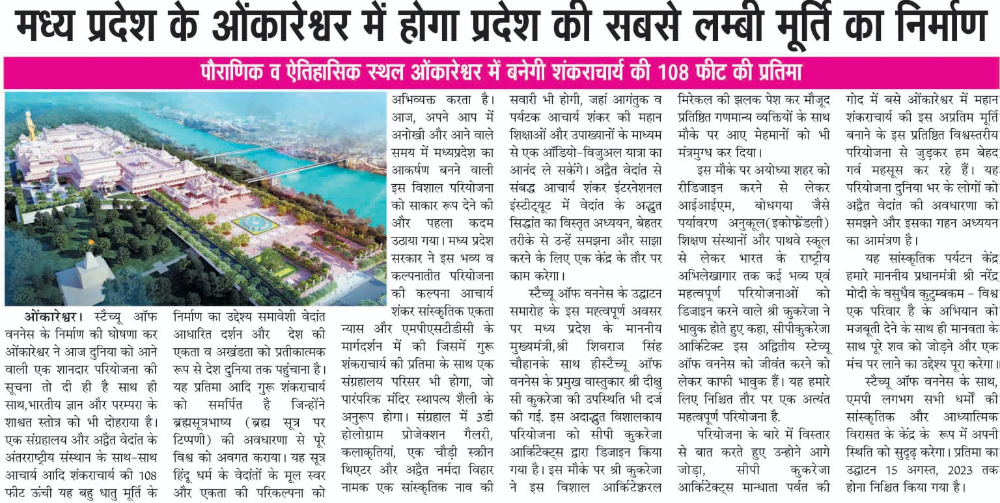 मध्य प्रदेश के ओंकारेश्वर में होगा प्रदेश की सबसे लम्बी मूर्ति का निर्माण
पौराणिक व ऐतिहासिक स्थल ओंकारेश्वर में बनेगी शंकराचार्य की 108 फीट की प्रतिमा
ओंकारेश्वर। स्टैच्यू ऑफ
वननेस के निर्माण की घोषणा कर
ओंकारेश्वर ने आज दुनिया को आने
वाली एक शानदार परियोजना की
सूचना तो दी ही है साथ ही
साथ,भारतीय ज्ञान और परम्परा के
शाश्वत स्तोत्र को भी दोहराया है।
एक संग्रहालय और अद्वैत वेदांत के
अंतरराष्ट्रीय संस्थान के साथ-साथ
आचार्य आदि शंकराचार्य की 108
फीट ऊंची यह बहु धातु मूर्ति के
निर्माण का उद्देश्य समावेशी वेदांत
आधारित दर्शन और देश की
एकता व अखंडता को प्रतीकात्मक
रूप से देश दुनिया तक पहुंचाना है।
यह प्रतिमा आदि गुरू शंकराचार्य
को समर्पित है जिन्होंने
ब्रह्मसूत्रभाष्य (ब्रह्म सूत्र पर
टिप्पणी) की अवधारणा से पूरे
विश्व को अवगत कराया। यह सूत्र
हिंदू धर्म के वेदांतों के मूल स्वर
और एकता की परिकल्पना को
अभिव्यक्त करता है।
आज, अपने आप में
अनोखी और आने वाले
समय में मध्यप्रदेश का
आकर्षण बनने वाली
इस विशाल परियोजना
को साकार रूप देने की
और पहला कदम
उठाया गया। मध्य प्रदेश
सरकार ने इस भव्य व
कल्पनातीत परियोजना
की कल्पना आचार्य
शंकर सांस्कृतिक एकता
न्यास और एमपीएसटीडीसी के
मार्गदर्शन में की जिसमें गुरू
शंकराचार्य की प्रतिमा के साथ एक
संग्रहालय परिसर भी होगा, जो
पारंपरिक मंदिर स्थापत्य शैली के
अनुरूप होगा। संग्रहाल में 3डी
होलोग्राम प्रोजेक्शन गैलरी,
कलाकृतियां, एक चौड़ी स्क्रीन
थिएटर और अद्वैत नर्मदा विहार
नामक एक सांस्कृतिक नाव की
सवारी भी होगी, जहां आगंतुक व
पर्यटक आचार्य शंकर की महान
शिक्षाओं और उपाख्यानों के माध्यम
से एक ऑडियो-विजुअल यात्रा का
आनंद ले सकेंगे। अद्वैत वेदांत से
संबद्ध आचार्य शंकर इंटरनेशनल
इंस्टीट्यूट में वेदांत के अद्भुत
सिद्धांत का विस्तृत अध्ययन, बेहतर
तरीके से उन्हें समझना और साझा
करने के लिए एक केंद्र के तौर पर
काम करेगा।
स्टैच्यू ऑफ वननेस के उद्घाटन
समारोह के इस महत्वपूर्ण अवसर
पर मध्य प्रदेश के माननीय
मुख्यमंत्री,श्री शिवराज सिंह
चौहानके साथ हीस्टैच्यू ऑफ
वननेस के प्रमुख वास्तुकार श्री दीक्षु
सी कुकरेजा की उपस्थिति भी दर्ज
की गई. इस अदाद्भुत विशालकाय
परियोजना को सीपी कुकरेजा
आर्किटेक्ट्स द्वारा डिजाइन किया
गया है। इस मौके पर श्री कुकरेजा
ने इस विशाल आर्किटेक्चरल
मिरेकल की झलक पेश कर मौजूद
प्रतिष्ठित गणमान्य व्यक्तियों के साथ
मौके पर आए मेहमानों को भी
मंत्रमुग्ध कर दिया।
इस मौके पर अयोध्या शहर को
रीडिजाइन करने से लेकर
आईआईएम, बोधगया जैसे
पर्यावरण अनुकूल(इकोफ्रेंडली)
शिक्षण संस्थानों और पाथवे स्कूल
से लेकर भारत के राष्ट्रीय
अभिलेखागार तक कई भव्य एवं
महत्वपूर्ण परियोजनाओं को
डिजाइन करने वाले श्री कुकरेजा ने
भावुक होते हुए कहा, सीपीकुकरेजा
आर्किटेक्ट इस अद्वितीय स्टेच्यू
ऑफ वननेस को जीवंत करने को
लेकर काफी भावुक हैं। यह हमारे
लिए निश्चित तौर पर एक अत्यंत
महत्वपूर्ण परियोजना है.
परियोजना के बारे में विस्तार
से बात करते हुए उन्होने आगे
जोड़ा, सीपी कुकरेजा
आर्किटेक्ट्स मान्धाता पर्वत की
गोद में बसे ओंकारेश्वर में महान
शंकराचार्य की इस अप्रतिम मूर्ति
बनाने के इस प्रतिष्ठित विश्वस्तरीय
परियोजना से जुड़कर हम बेहद
गर्व महसूस कर रहे हैं। यह
परियोजना दुनिया भर के लोगों को
अद्वैत वेदांत की अवधारणा को
समझने और इसका गहन अध्ययन
का आमंत्रण है।
यह सांस्कृतिक पर्यटन केंद्र
हमारे माननीय प्रधानमंत्री श्री नरेंद्र
मोदी के वसुधैव कुटुम्बकम - विश्व
एक परिवार है के अभियान को
मजबूती देने के साथ ही मानवता के
साथ पूरे शव को जोड़ने और एक
मंच पर लाने का उद्देश्य पूरा करेगा।
स्टैच्यू ऑफ वननेस के साथ,
एमपी लगभग सभी धर्मों की
सांस्कृतिक और आध्यात्मिक
विरासत के केंद्र के रूप में अपनी
स्थिति को सुदृढ़ करेगा। प्रतिमा का
उद्घाटन 15 अगस्त, 2023 तक
होना निश्चित किया गया है।